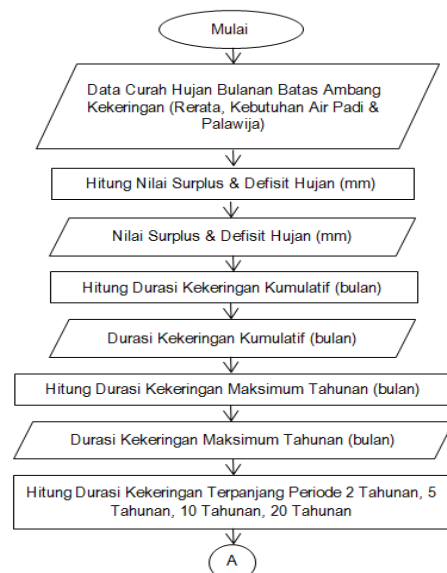 Mulai
Data Curah Hujan Bulanan Batas Ambang
Kekeringan (Rerata, Kebutuhan Air Padi &
Palawija)
Hitung Nilai Surplus & Defisit Hujan (mm)
Nilai Surplus & Defisit Hujan (mm)
Hitung Durasi Kekeringan Kumulatif (bulan)
Durasi Kekeringan Kumulatif (bulan)
Hitung Durasi Kekeringan Maksimum Tahunan (bulan)
Durasi Kekeringan Maksimum Tahunan (bulan)
Hitung Durasi Kekeringan Terpanjang Periode 2 Tahunan, 5
Tahunan, 10 Tahunan, 20 Tahunan
A